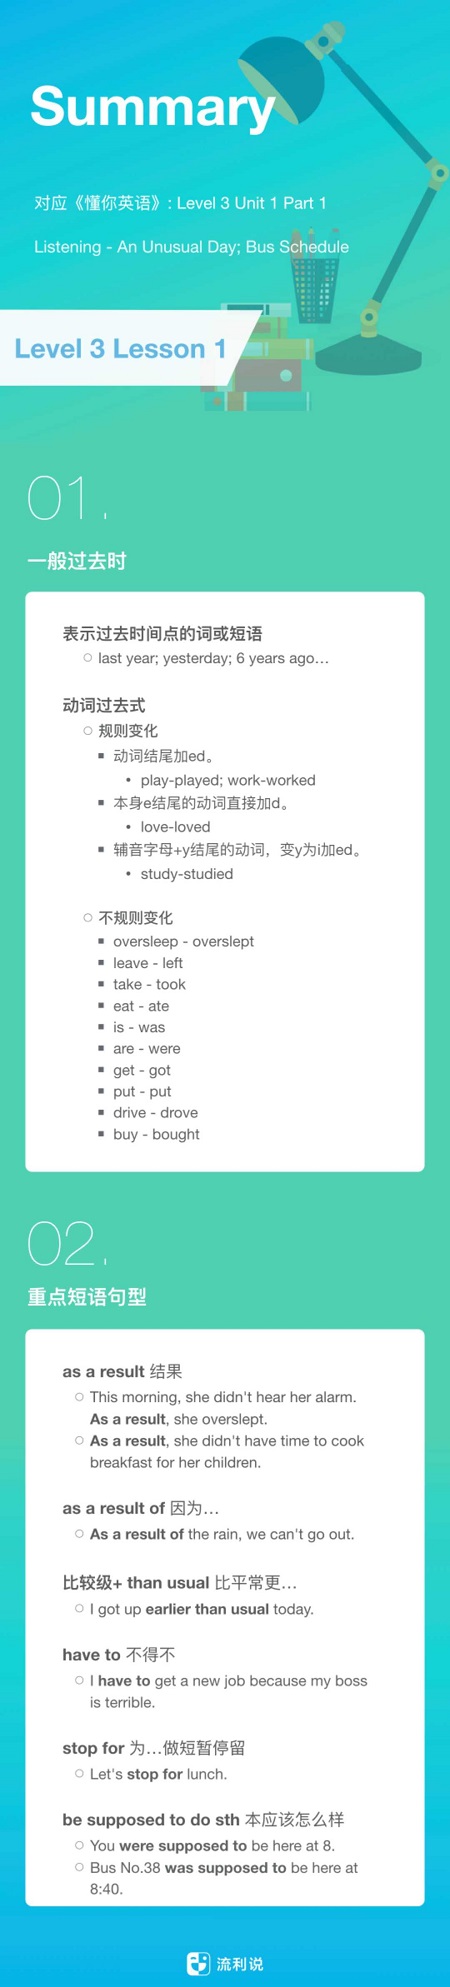 Summary
对应《懂你英语》: Level 3 Unit 1 Part 1
Listening - An Unusual Day; Bus Schedule
Level 3 Lesson 1
01.
一般过去时
表示过去时间点的词或短语
last year; yesterday; 6 years ago…
动词过去式
规则变化
动词结尾加ed。
play-played; work-worked
本身e结尾的动词直接加d。
love-loved
辅音字母+y结尾的动词，变y为i加ed。
study-studied
不规则变化
oversleep - overslept
leave - left
take - took
eat - ate
is - was
are - were
get - got
put - put
drive - drove
buy - bought
02.
重点短语句型
as a result 结果
This morning, she didn't hear her alarm.
As a result, she overslept.
As a result, she didn't have time to cook
breakfast for her children.
as a result of 因为…
As a result of the rain, we can't go out.
比较级+ than usual 比平常更…
I got up earlier than usual today.
have to 不得不
I have to get a new job because my boss
is terrible.
stop for 为…做短暂停留
Let's stop for lunch.
be supposed to do sth 本应该怎么样
You were supposed to be here at 8.
Bus No.38 was supposed to be here at
8:40.
流利说